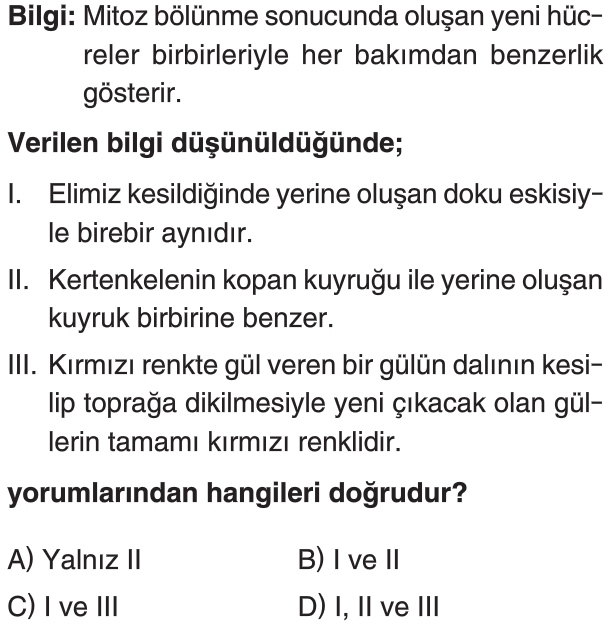 Bilgi: Mitoz bölünme sonucunda oluşan yeni hüc-
reler birbirleriyle her bakımdan benzerlik
gösterir.
Verilen bilgi düşünüldüğünde;
I. Elimiz kesildiğinde yerine oluşan doku eskisiy-
le birebir aynıdır.
II. Kertenkelenin kopan kuyruğu ile yerine oluşan
kuyruk birbirine benzer.
III. Kırmızı renkte gül veren bir gülün dalının kesi-
lip toprağa dikilmesiyle yeni çıkacak olan gül-
lerin tamamı kırmızı renklidir.
yorumlarından hangileri doğrudur?
A) Yalnız II B) I ve II
C) I ve III D) I, II ve III